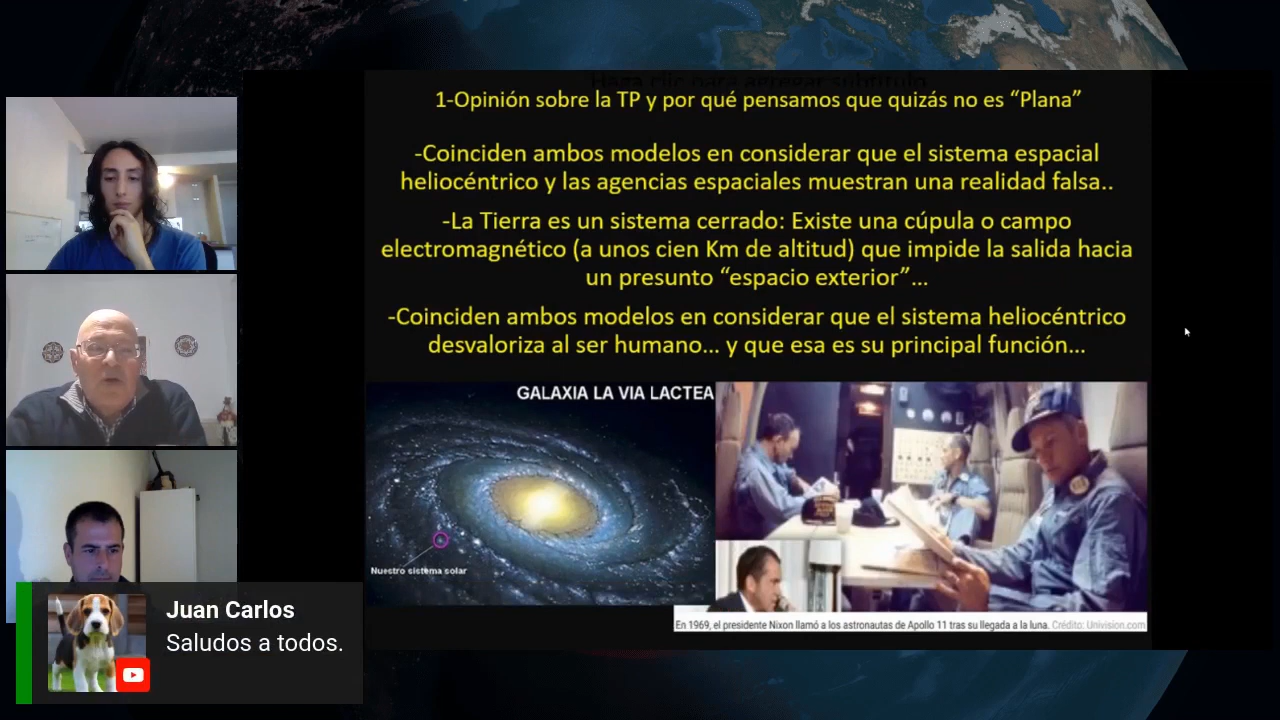 1-Opinión sobre la TP y por qué pensamos que quizás no es “Plana”
-Coinciden ambos modelos en considerar que el sistema espacial
heliocéntrico y las agencias espaciales muestran una realidad falsa..
-La Tierra es un sistema cerrado: Existe una cúpula o campo
electromagnético (a unos cien Km de altitud) que impide la salida hacia
un presunto “espacio exterior”...
-Coinciden ambos modelos en considerar que el sistema heliocéntrico
desvaloriza al ser humano... y que esa es su principal función...
GALAXIA LA VIA LACTEA
Nuestro sistema solar
En 1969, el presidente Nixon llamó a los astronautas de Apollo 11 tras su llegada a la luna. Crédito: Univision.com
Juan Carlos
Saludos a todos.